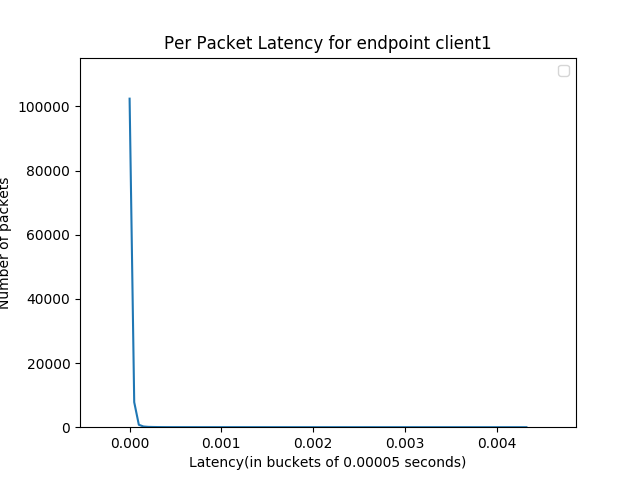 Per Packet Latency for endpoint client1
100000
80000
60000
40000
20000
0
Number of packets
0.000 0.001 0.002 0.003 0.004
Latency(in buckets of 0.00005 seconds)